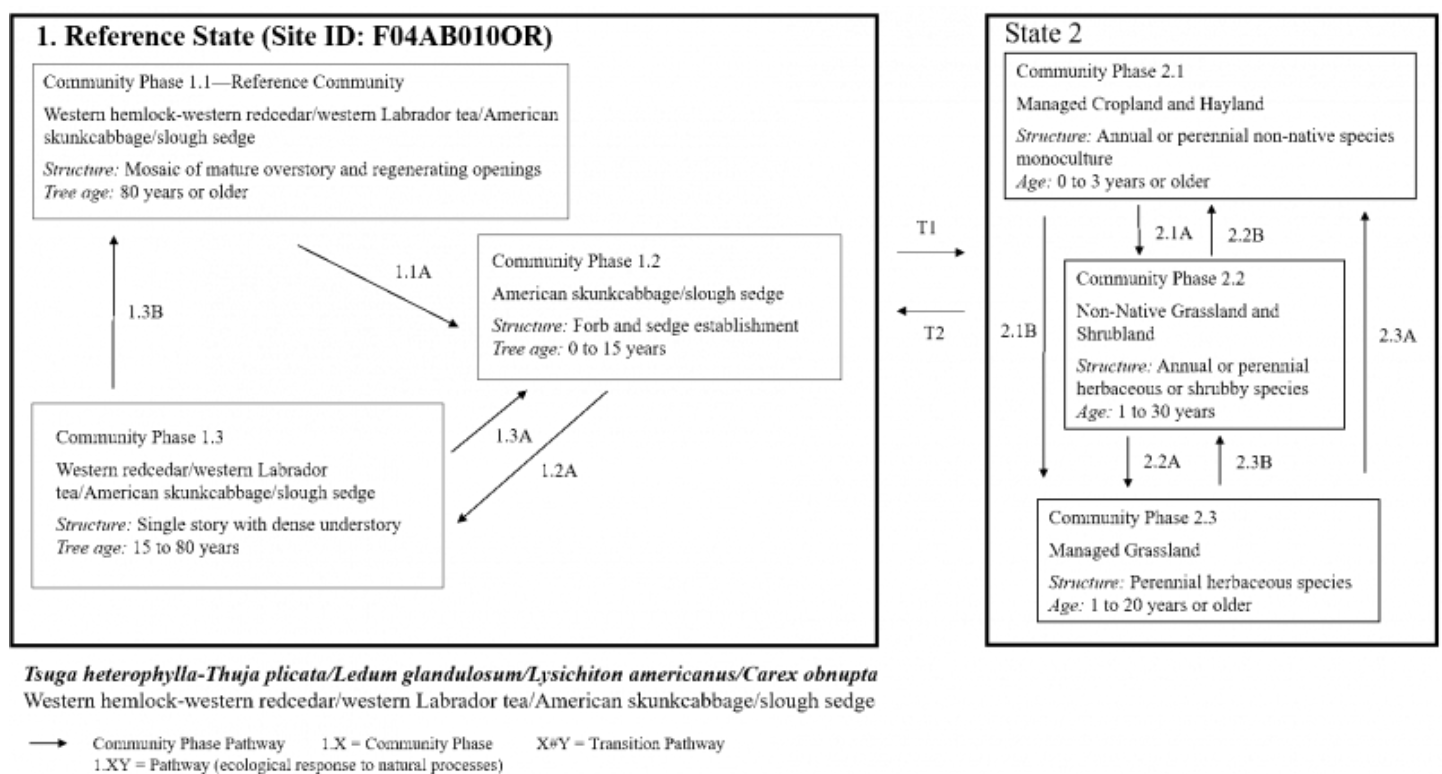 1. Reference State (Site ID: F04AB010OR)
Community Phase 1.1—Reference Community
Western hemlock-western redcedar/western Labrador tea/American
skunkcabbage/slough sedge
Structure: Mosaic of mature overstory and regenerating openings
Tree age: 80 years or older
1.1A
1.3B
Community Phase 1.2
American skunkcabbage/slough sedge
Structure: Forb and sedge establishment
Tree age: 0 to 15 years
1.3A
1.2A
Community Phase 1.3
Western redcedar/western Labrador
tea/American skunkcabbage/slough sedge
Structure: Single story with dense understory
Tree age: 15 to 80 years
T1
T2
State 2
Community Phase 2.1
Managed Cropland and Hayland
Structure: Annual or perennial non-native species
monoculture
Age: 0 to 3 years or older
2.1A
2.2B
2.1B
2.3A
Community Phase 2.2
Non-Native Grassland and
Shrubland
Structure: Annual or perennial
herbaceous or shrubby species
Age: 1 to 30 years
2.2A
2.3B
Community Phase 2.3
Managed Grassland
Structure: Perennial herbaceous species
Age: 1 to 20 years or older
Tsuga heterophylla-Thuja plicata/Ledum glandulosum/Lysichiton americanus/Carex obnupta
Western hemlock-western redcedar/western Labrador tea/American skunkcabbage/slough sedge
Community Phase Pathway 1.X = Community Phase X#Y = Transition Pathway
1.XY = Pathway (ecological response to natural processes)